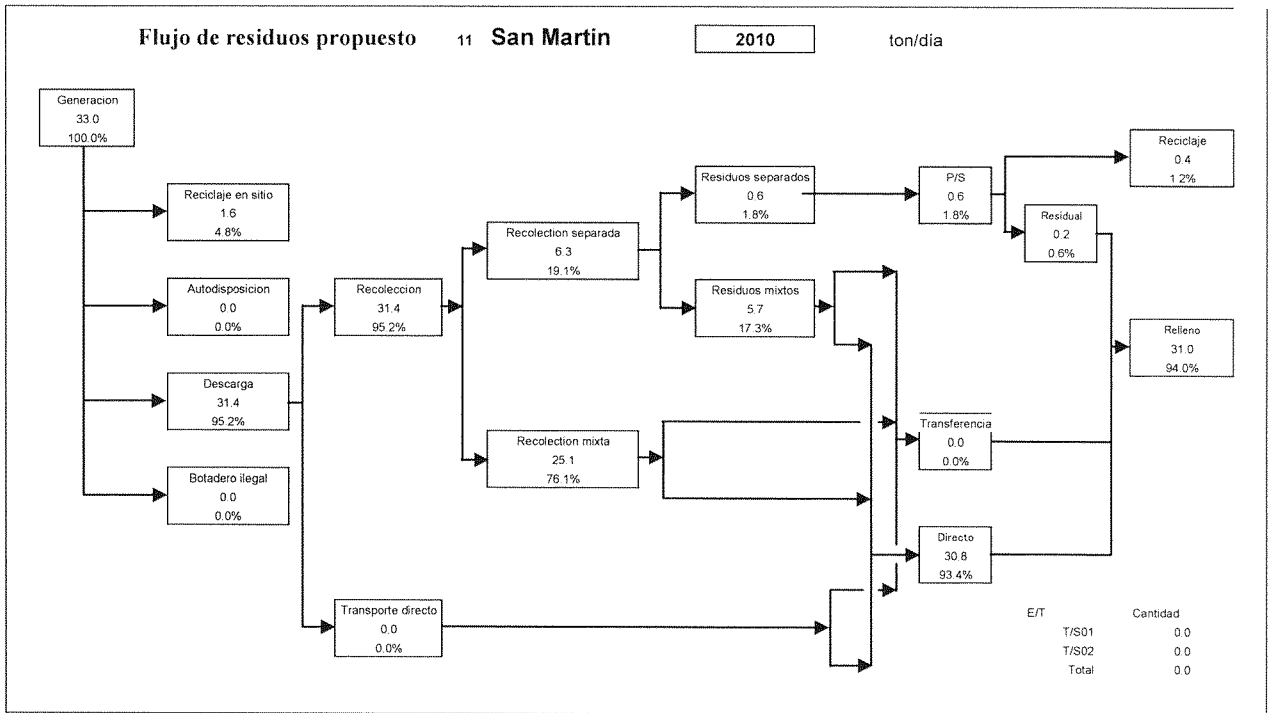 Flujo de residuos propuesto 11 San Martin 2010 ton/día
Generacion
33.0
100.0%
Reciclaje en sitio
1.6
4.8%
Autodisposicion
0.0
0.0%
Descarga
31.4
95.2%
Botadero ilegal
0.0
0.0%
Recoleccion
31.4
95.2%
Transporte directo
0.0
0.0%
Recolection separada
6.3
19.1%
Recolection mixta
25.1
76.1%
Residuos separados
0.6
1.8%
Residuos mixtos
5.7
17.3%
P/S
0.6
1.8%
Residual
0.2
0.6%
Transferencia
0.0
0.0%
Directo
30.8
93.4%
Reciclaje
0.4
1.2%
Relleno
31.0
94.0%
E/T Cantidad
T/S01 0.0
T/S02 0.0
Total 0.0